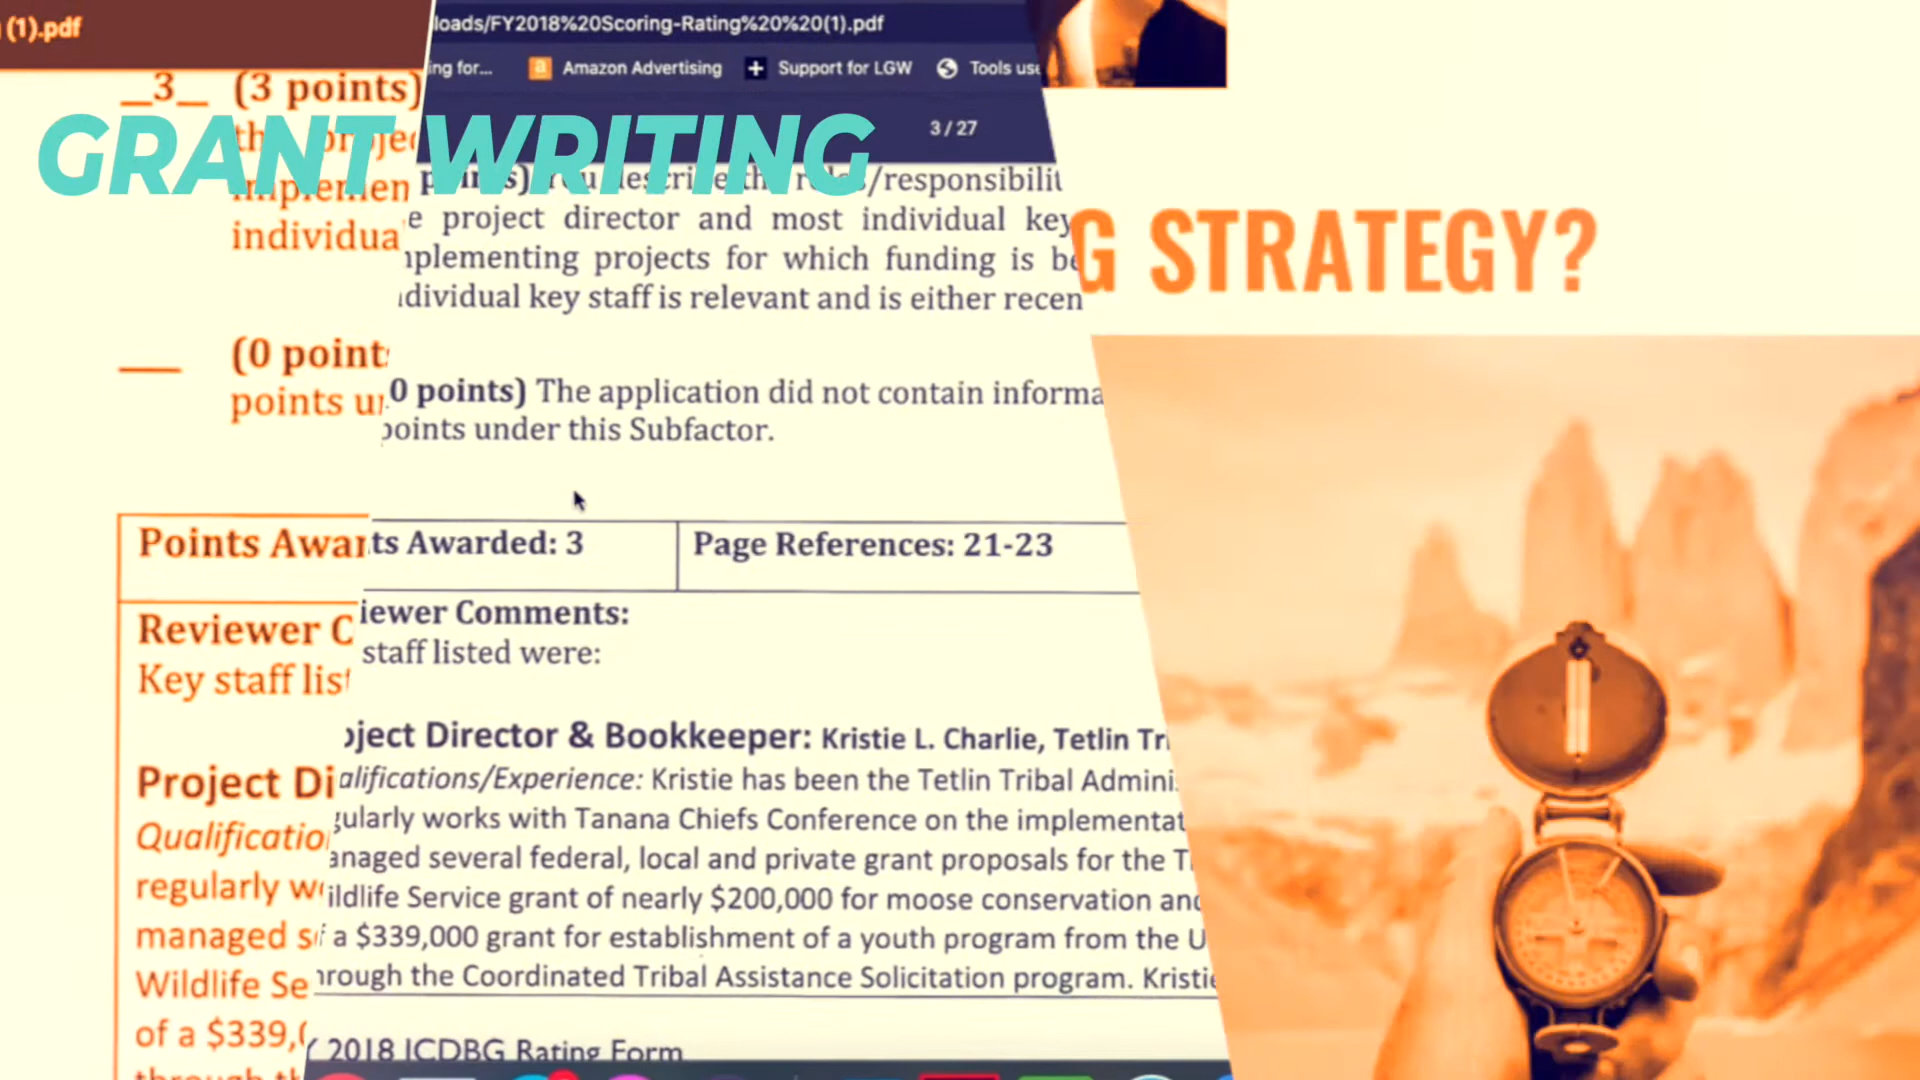 (1).pdf
__3__ (3 points)
individua
(0 point
points u
Points Awa
Reviewer C
Key staff lis
Project Di
Qualificatio
regularly w
managed s
Wildlife Se
of a $339,
GRANT WRITING
loads/FY2018%20Scoring-Rating%20%20(1).pdf
ing for... Amazon Advertising Support for LGW Tools use
3 / 27
/responsibilit
e project director and most individual key
nplementing projects for which funding is be
dividual key staff is relevant and is either recen
0 points) The application did not contain informa
points under this Subfactor.
ts Awarded: 3 Page References: 21-23
iewer Comments:
staff listed were:
oject Director & Bookkeeper: Kristie L. Charlie, Tetlin Tri
alifications/Experience: Kristie has been the Tetlin Tribal Admini
gularly works with Tanana Chiefs Conference on the implementat
anaged several federal, local and private grant proposals for the T
ildlife Service grant of nearly $200,000 for moose conservation and
f a $339,000 grant for establishment of a youth program from the U
hrough the Coordinated Tribal Assistance Solicitation program. Kristie
2018 ICDBG Rating Form
G STRATEGY?